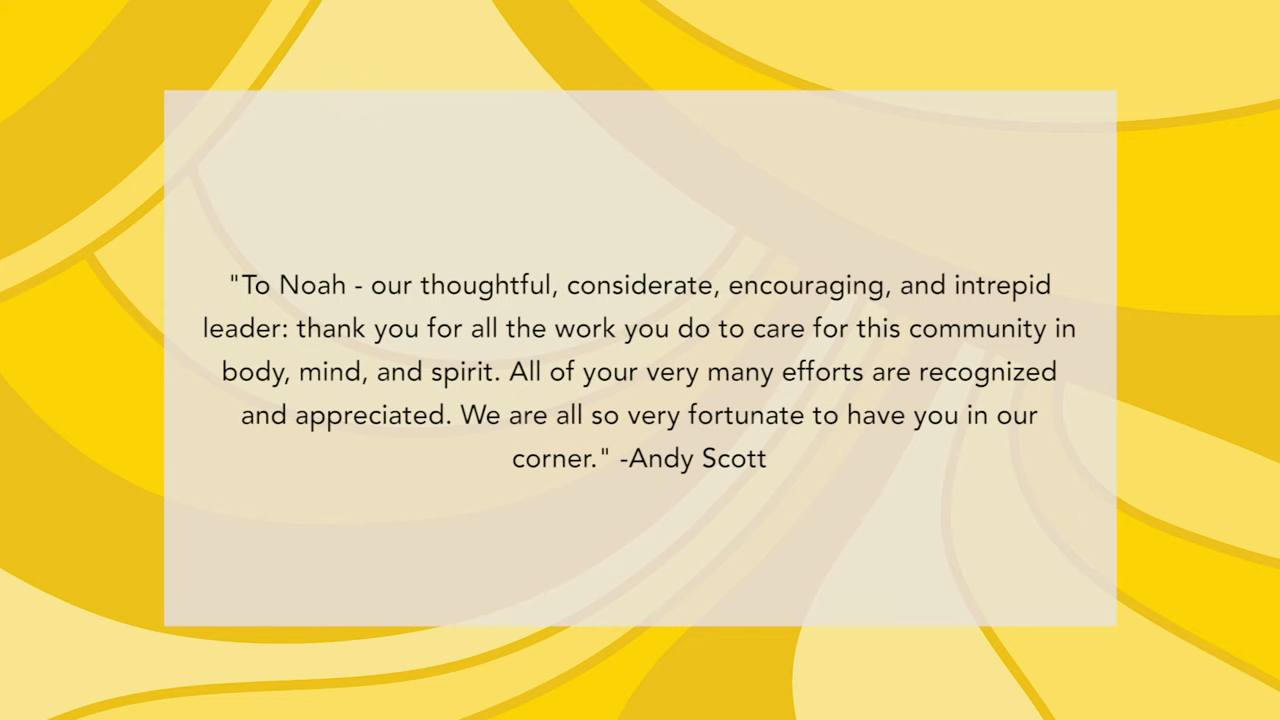 "To Noah - our thoughtful, considerate, encouraging, and intrepid
leader: thank you for all the work you do to care for this community in
body, mind, and spirit. All of your very many efforts are recognized
and appreciated. We are all so very fortunate to have you in our
corner." -Andy Scott